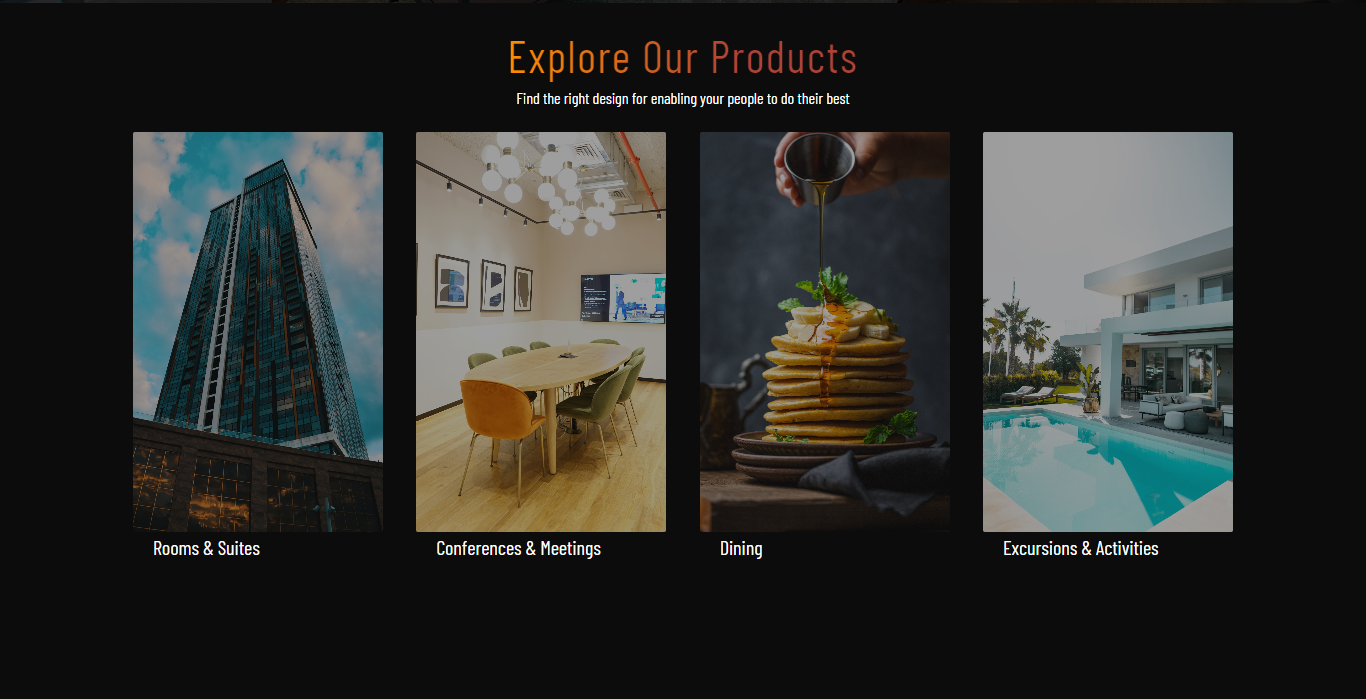 Explore Our Products
Find the right design for enabling your people to do their best
Rooms & Suites
Conferences & Meetings
Dining
Excursions & Activities